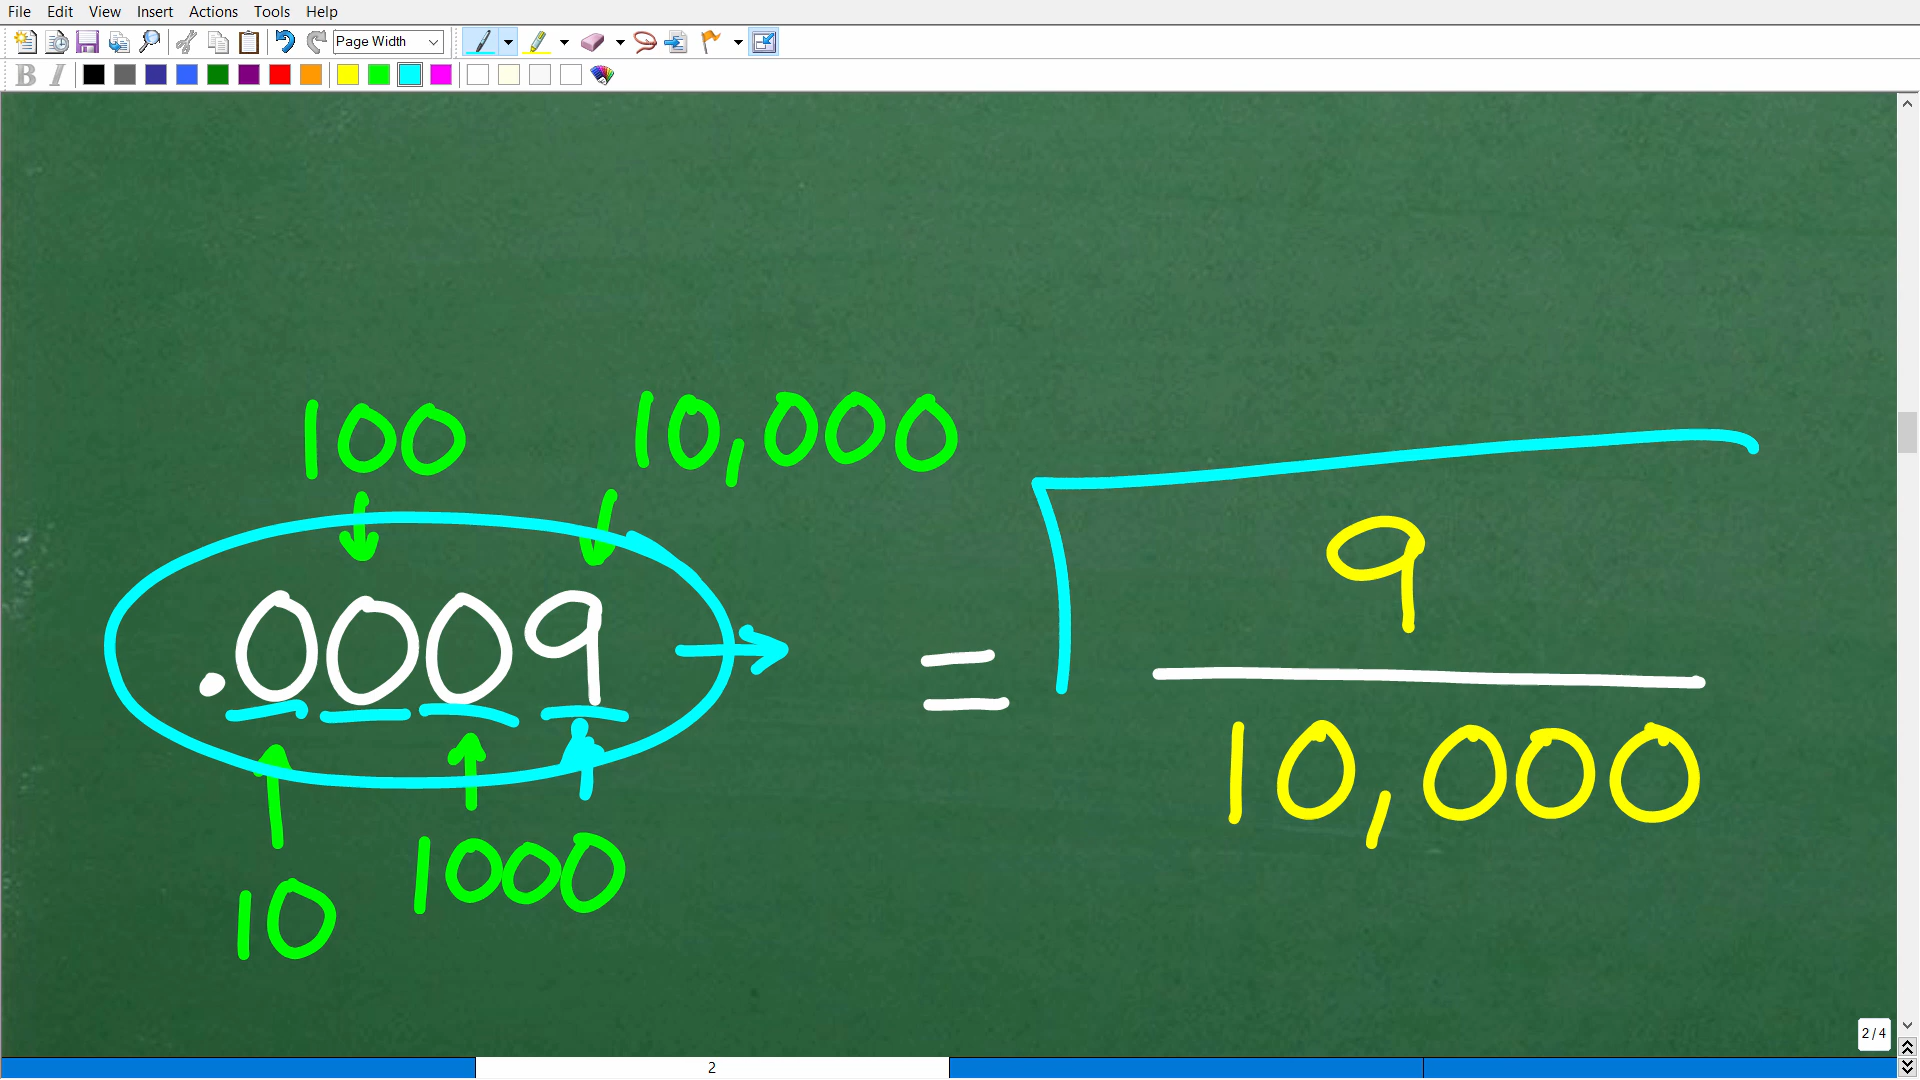 File Edit View Insert Actions Tools Help
Page Width
B I
100 10,000
.0009 = 9
10,000
10 1000
2/4
2